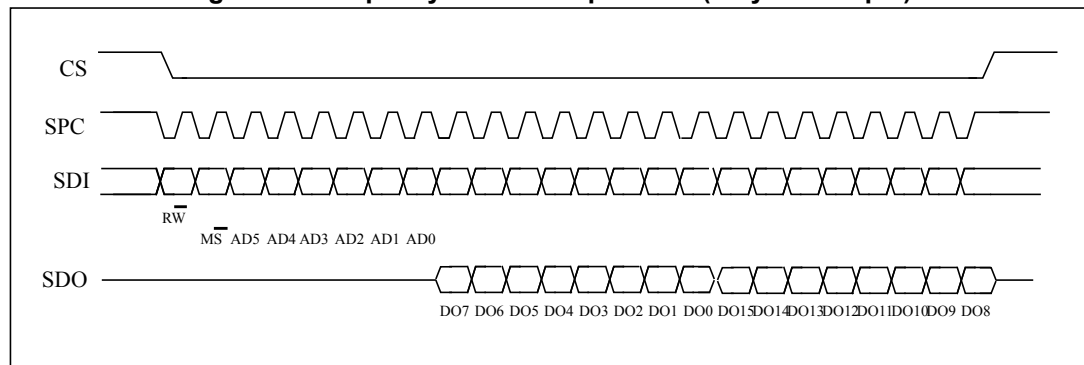 CS
SPC
SDI
RW
MS AD5 AD4 AD3 AD2 AD1 AD0
SDO
DO7 DO6 DO5 DO4 DO3 DO2 DO1 DO0 DO15 DO14 DO13 DO12 DO11 DO10 DO9 DO8